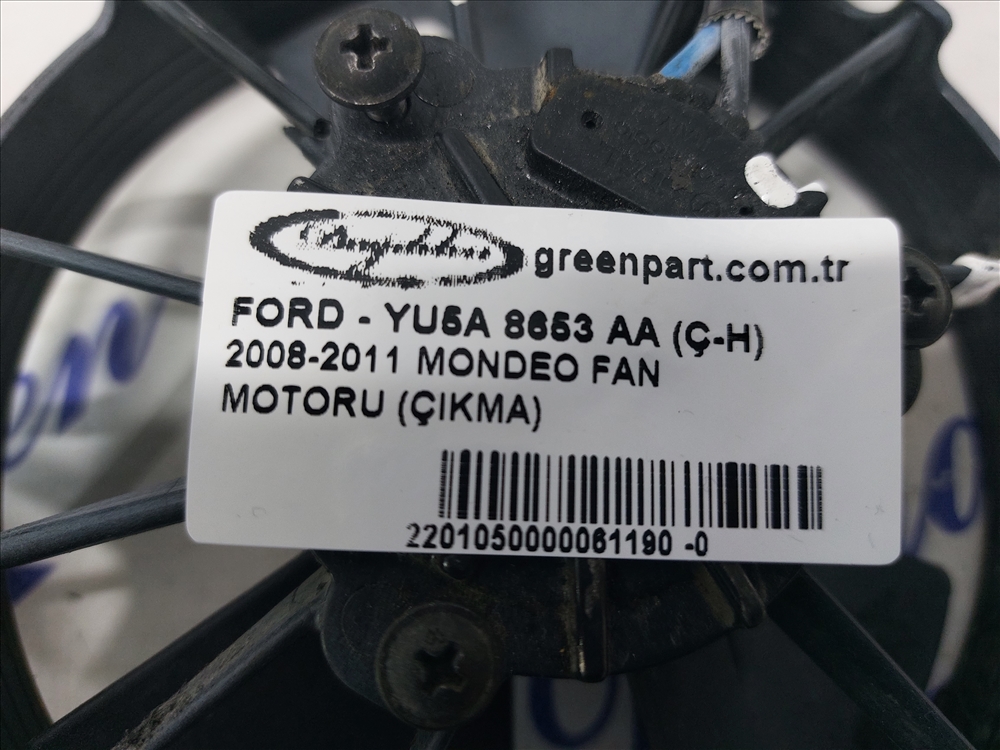 greenpart.com.tr
FORD - YU5A 8653 AA (Ç-H)
2008-2011 MONDEO FAN
MOTORU (ÇIKMA)
2201050000061190 -0